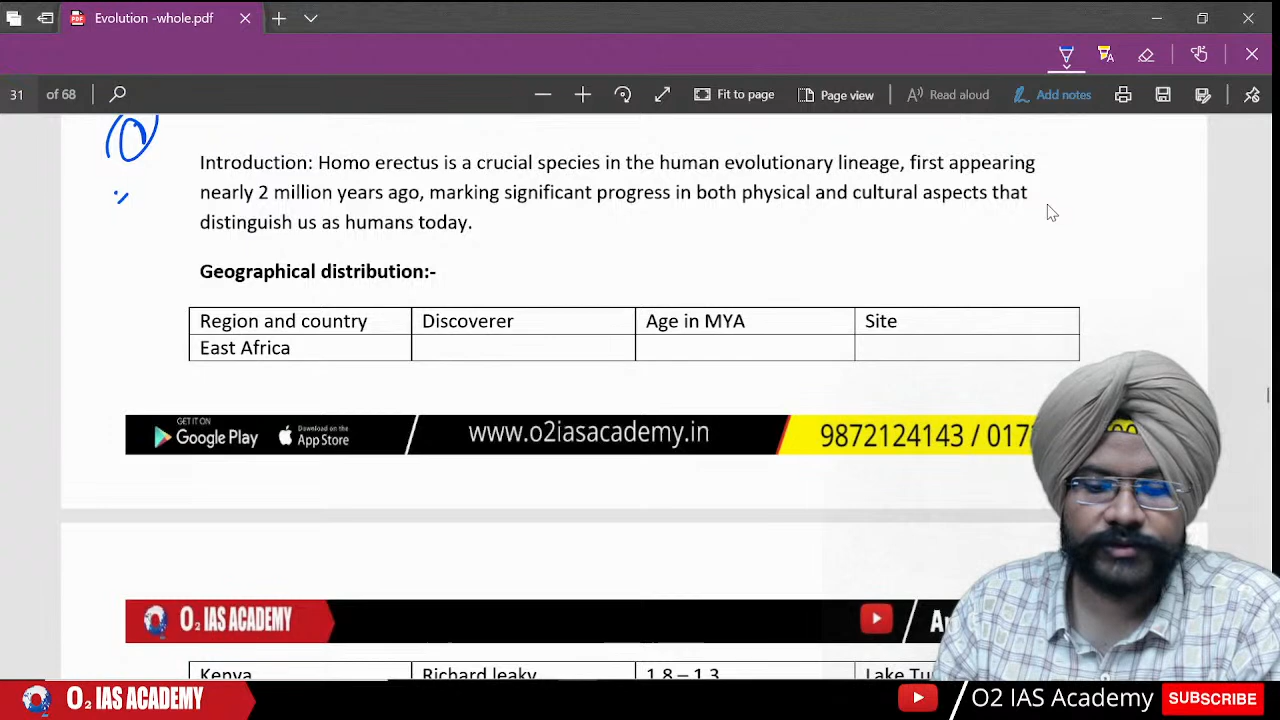 Evolution -whole.pdf
31 of 68
Fit to page
Page view
Read aloud
Add notes
Introduction: Homo erectus is a crucial species in the human evolutionary lineage, first appearing
nearly 2 million years ago, marking significant progress in both physical and cultural aspects that
distinguish us as humans today.
Geographical distribution:-
Region and country Discoverer Age in MYA Site
East Africa
GET IT ON
Google Play
Download on the
App Store
www.o2iasacademy.in
9872124143 / 017
O2 IAS ACADEMY
Kenya Richard leaky 1.8 – 1.3 Lake
O2 IAS ACADEMY
O2 IAS Academy
SUBSCRIBE